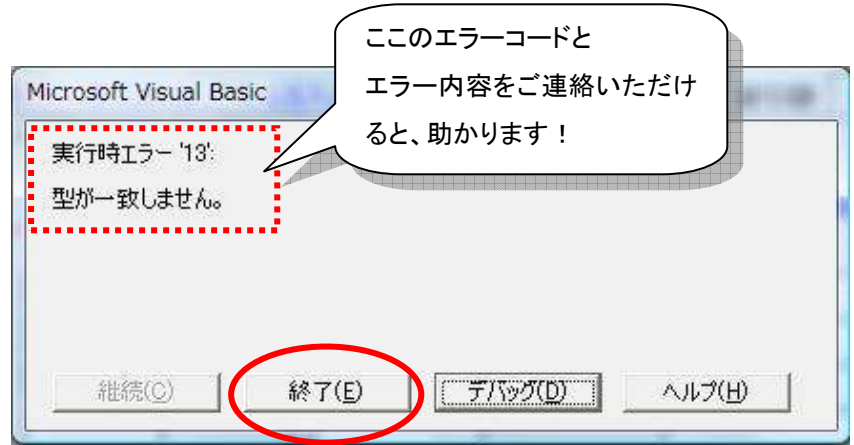 ここのエラーコードと
エラー内容をご連絡いただけ
ると、助かります！
Microsoft Visual Basic
実行時エラー '13':
型が一致しません。
継続(C)
終了(E)
デバッグ(D)
ヘルプ(H)